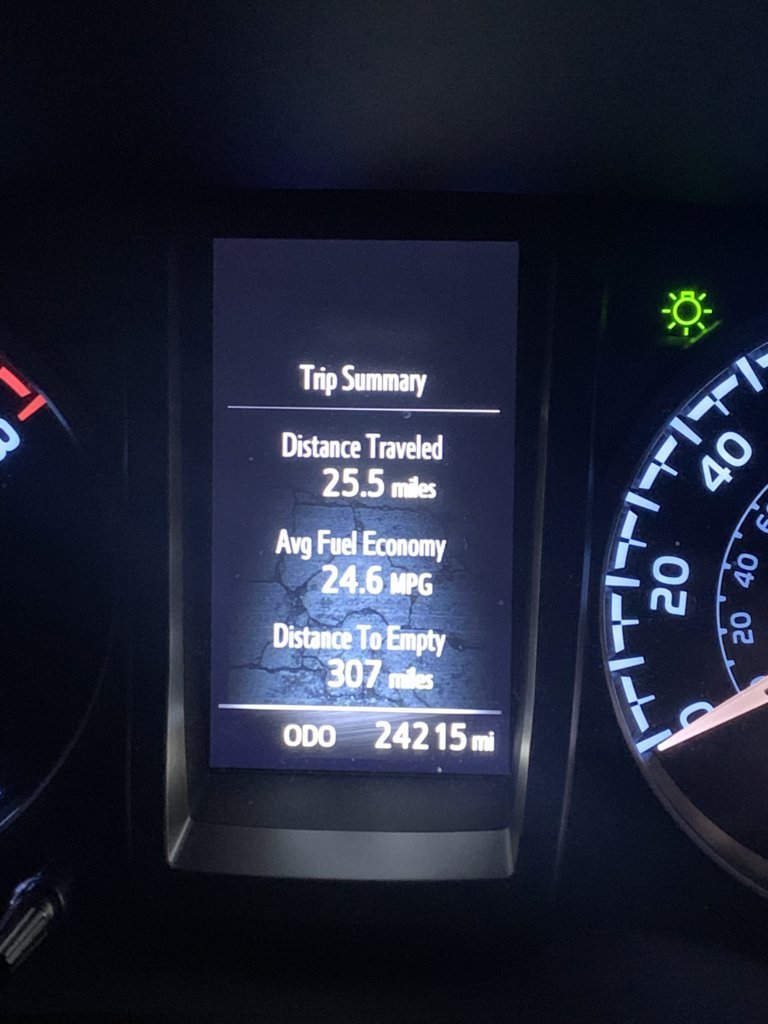 Trip Summary
Distance Traveled
25.5 miles
Avg Fuel Economy
24.6 MPG
Distance To Empty
307 miles
ODO 24215 mi
8
40
20
0
40
20